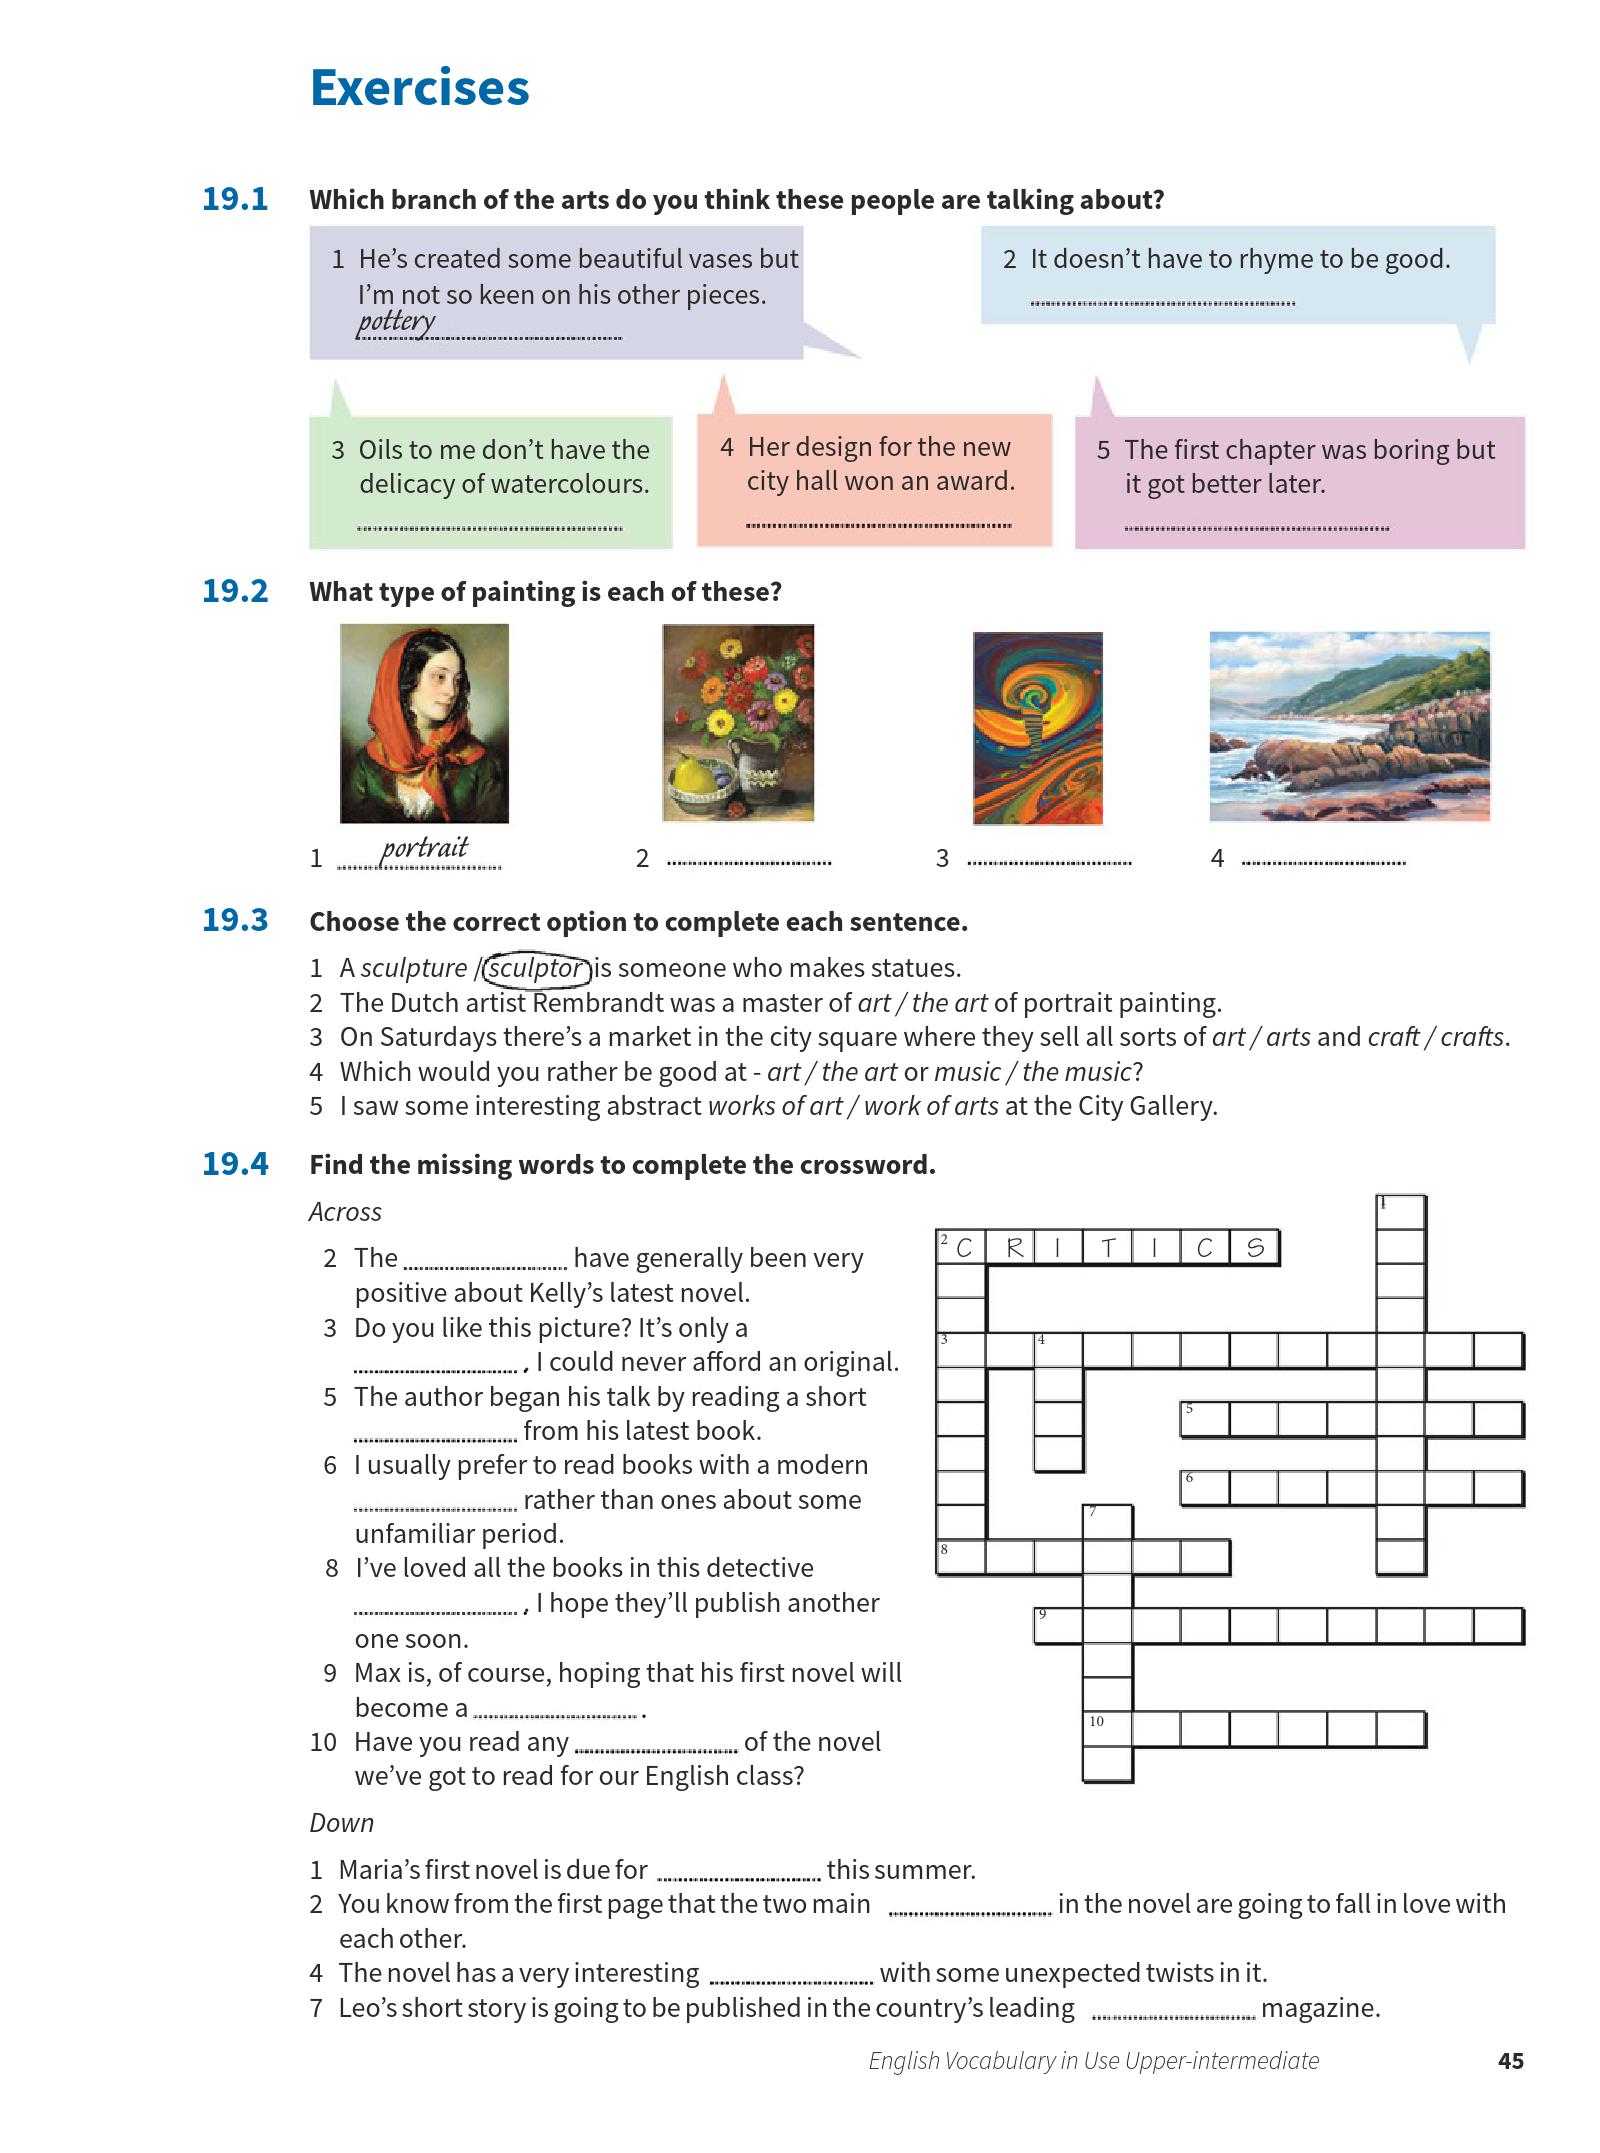 Exercises
19.1 Which branch of the arts do you think these people are talking about?
1 He’s created some beautiful vases but
I’m not so keen on his other pieces.
pottery
2 It doesn’t have to rhyme to be good.
3 Oils to me don’t have the
delicacy of watercolours.
4 Her design for the new
city hall won an award.
5 The first chapter was boring but
it got better later.
19.2 What type of painting is each of these?
1 portrait 2 3 4
19.3 Choose the correct option to complete each sentence.
1 A sculpture / sculptor is someone who makes statues.
2 The Dutch artist Rembrandt was a master of art / the art of portrait painting.
3 On Saturdays there’s a market in the city square where they sell all sorts of art / arts and craft / crafts.
4 Which would you rather be good at - art / the art or music / the music?
5 I saw some interesting abstract works of art / work of arts at the City Gallery.
19.4 Find the missing words to complete the crossword.
Across
2 The ........ have generally been very
positive about Kelly’s latest novel.
3 Do you like this picture? It’s only a
........ . I could never afford an original.
5 The author began his talk by reading a short
........ from his latest book.
6 I usually prefer to read books with a modern
........ rather than ones about some
unfamiliar period.
8 I’ve loved all the books in this detective
........ . I hope they’ll publish another
one soon.
9 Max is, of course, hoping that his first novel will
become a ........ .
10 Have you read any ........ of the novel
we’ve got to read for our English class?
1
2 C R I T I C S
3 4
5
6
7
8
9
10
Down
1 Maria’s first novel is due for ........ this summer.
2 You know from the first page that the two main ........ in the novel are going to fall in love with
each other.
4 The novel has a very interesting ........ with some unexpected twists in it.
7 Leo’s short story is going to be published in the country’s leading ........ magazine.
English Vocabulary in Use Upper-intermediate 45